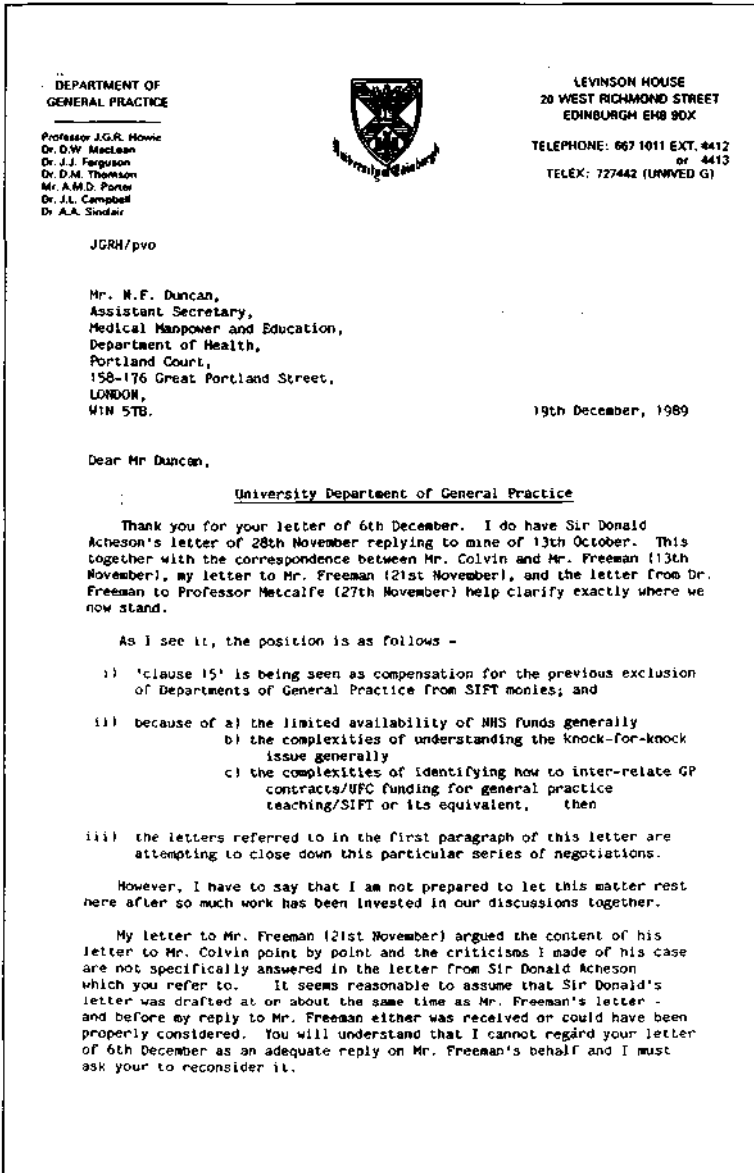 DEPARTMENT OF
GENERAL PRACTICE
Professor J.G.R. Howie
Dr. D.W. MacLean
Dr. J.J. Ferguson
Dr. D.M. Thomson
Mr. A.M.D. Porter
Dr. J.L. Campbell
Dr A.A. Sinclair
University of Edinburgh
LEVINSON HOUSE
20 WEST RICHMOND STREET
EDINBURGH EH8 9DX
TELEPHONE: 667 1011 EXT. 4412
or 4413
TELEX: 727442 (UNIVED G)
JGRH/pvo
Mr. N.F. Duncan,
Assistant Secretary,
Medical Manpower and Education,
Department of Health,
Portland Court,
158-176 Great Portland Street,
LONDON,
W1N 5TB.
19th December, 1989
Dear Mr Duncan,
University Department of General Practice
Thank you for your letter of 6th December. I do have Sir Donald
Acheson's letter of 28th November replying to mine of 13th October. This
together with the correspondence between Mr. Colvin and Mr. Freeman (13th
November), my letter to Mr. Freeman (21st November), and the letter from Dr.
Freeman to Professor Metcalfe (27th November) help clarify exactly where we
now stand.
As I see it, the position is as follows -
i) 'clause 15' is being seen as compensation for the previous exclusion
of Departments of General Practice from SIFT monies; and
ii) because of a) the limited availability of NHS funds generally
b) the complexities of understanding the knock-for-knock
issue generally
c) the complexities of identifying how to inter-relate GP
contracts/UFC funding for general practice
teaching/SIFT or its equivalent, then
iii) the letters referred to in the first paragraph of this letter are
attempting to close down this particular series of negotiations.
However, I have to say that I am not prepared to let this matter rest
here after so much work has been invested in our discussions together.
My letter to Mr. Freeman (21st November) argued the content of his
letter to Mr. Colvin point by point and the criticisms I made of his case
are not specifically answered in the letter from Sir Donald Acheson
which you refer to. It seems reasonable to assume that Sir Donald's
letter was drafted at or about the same time as Mr. Freeman's letter -
and before my reply to Mr. Freeman either was received or could have been
properly considered. You will understand that I cannot regard your letter
of 6th December as an adequate reply on Mr. Freeman's behalf and I must
ask your to reconsider it.